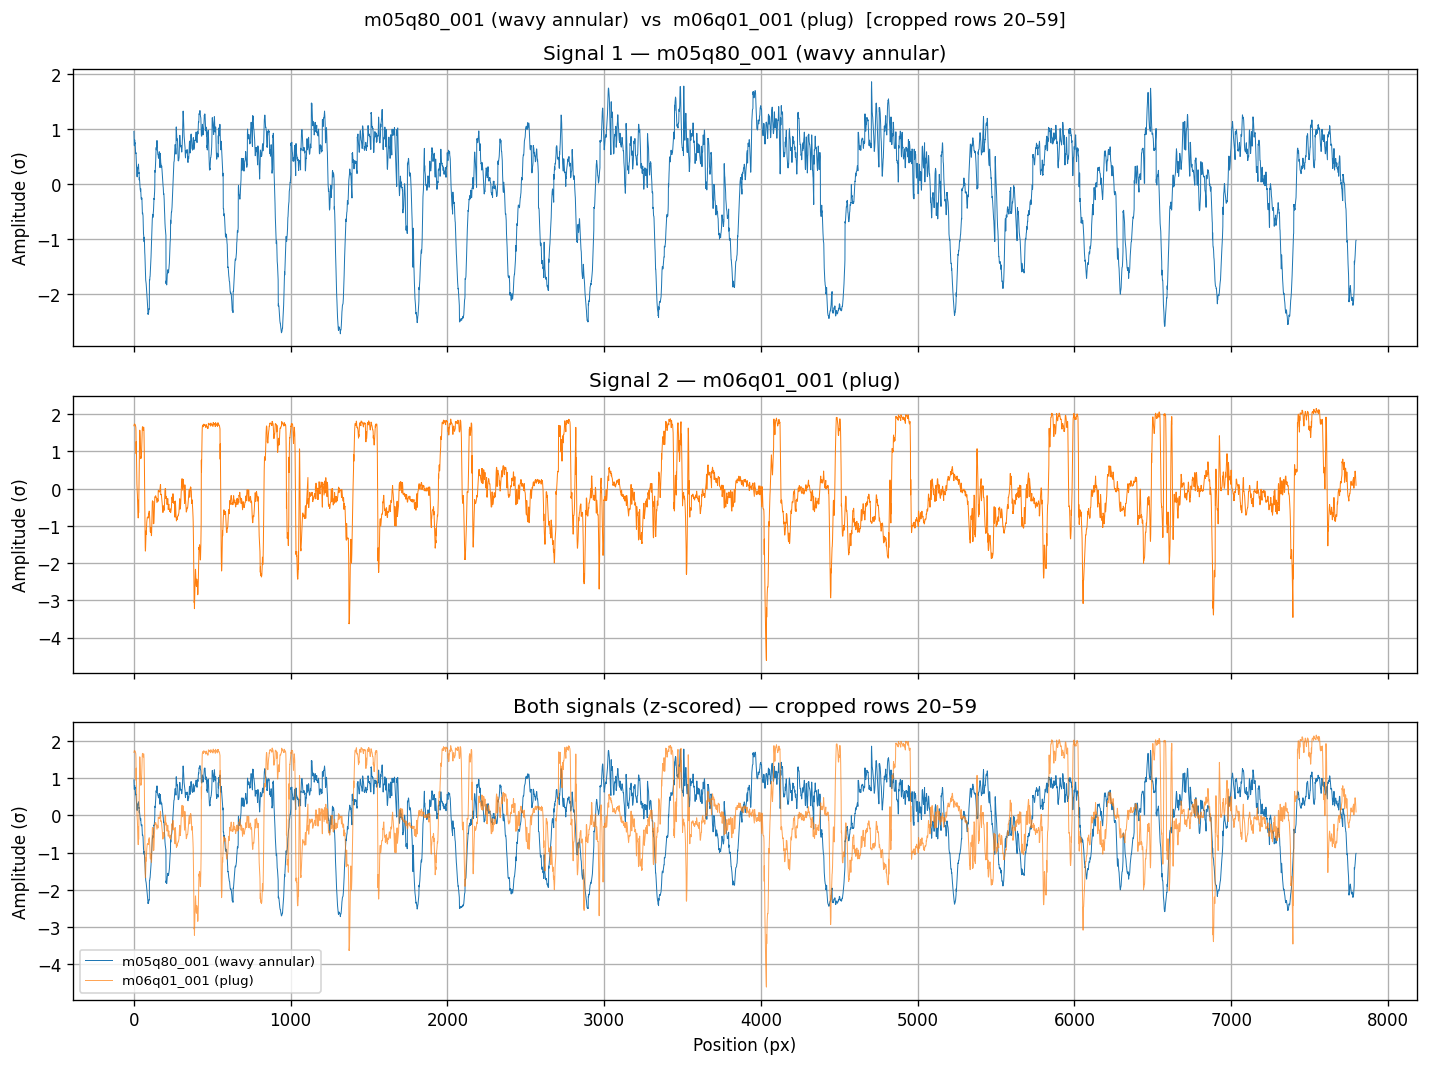 m05q80_001 (wavy annular)  vs  m06q01_001 (plug)  [cropped rows 20–59]
Signal 1 — m05q80_001 (wavy annular)
2
1
0
−1
−2
Amplitude (σ)
Signal 2 — m06q01_001 (plug)
2
1
0
−1
−2
−3
−4
Amplitude (σ)
Both signals (z-scored) — cropped rows 20–59
2
1
0
−1
−2
−3
−4
Amplitude (σ)
m05q80_001 (wavy annular)
m06q01_001 (plug)
0 1000 2000 3000 4000 5000 6000 7000 8000
Position (px)